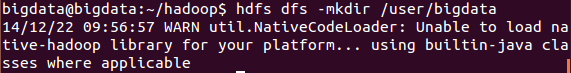 bigdata@bigdata:~/hadoop$ hdfs dfs -mkdir /user/bigdata
14/12/22 09:56:57 WARN util.NativeCodeLoader: Unable to load na
tive-hadoop library for your platform... using builtin-java cla
sses where applicable